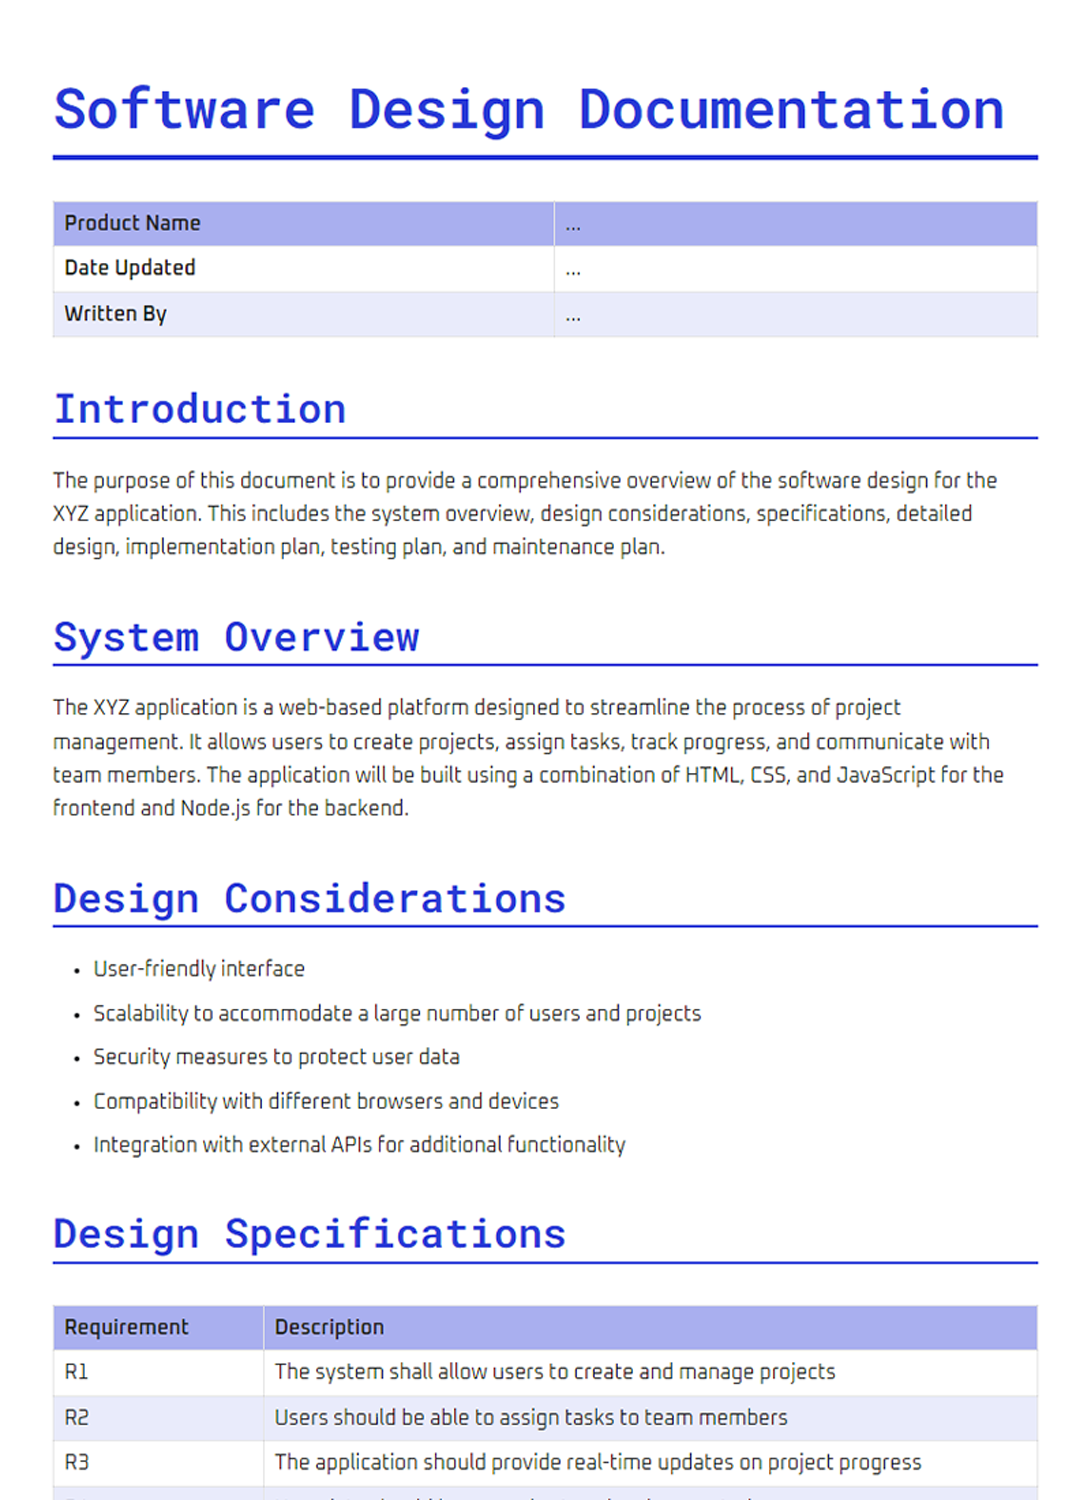 Software Design Documentation
Product Name ...
Date Updated ...
Written By ...
Introduction
The purpose of this document is to provide a comprehensive overview of the software design for the
XYZ application. This includes the system overview, design considerations, specifications, detailed
design, implementation plan, testing plan, and maintenance plan.
System Overview
The XYZ application is a web-based platform designed to streamline the process of project
management. It allows users to create projects, assign tasks, track progress, and communicate with
team members. The application will be built using a combination of HTML, CSS, and JavaScript for the
frontend and Node.js for the backend.
Design Considerations
• User-friendly interface
• Scalability to accommodate a large number of users and projects
• Security measures to protect user data
• Compatibility with different browsers and devices
• Integration with external APIs for additional functionality
Design Specifications
Requirement Description
R1 The system shall allow users to create and manage projects
R2 Users should be able to assign tasks to team members
R3 The application should provide real-time updates on project progress